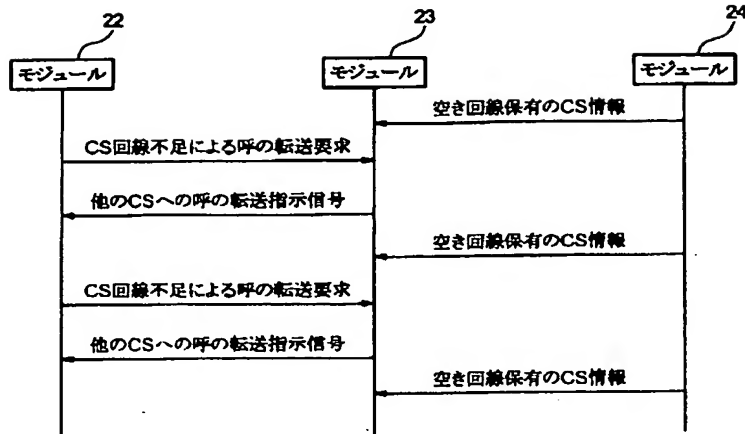 22
23
24
モジュール
モジュール
モジュール
空き回線保有のCS情報
CS回線不足による呼の転送要求
他のCSへの呼の転送指示信号
空き回線保有のCS情報
CS回線不足による呼の転送要求
他のCSへの呼の転送指示信号
空き回線保有のCS情報